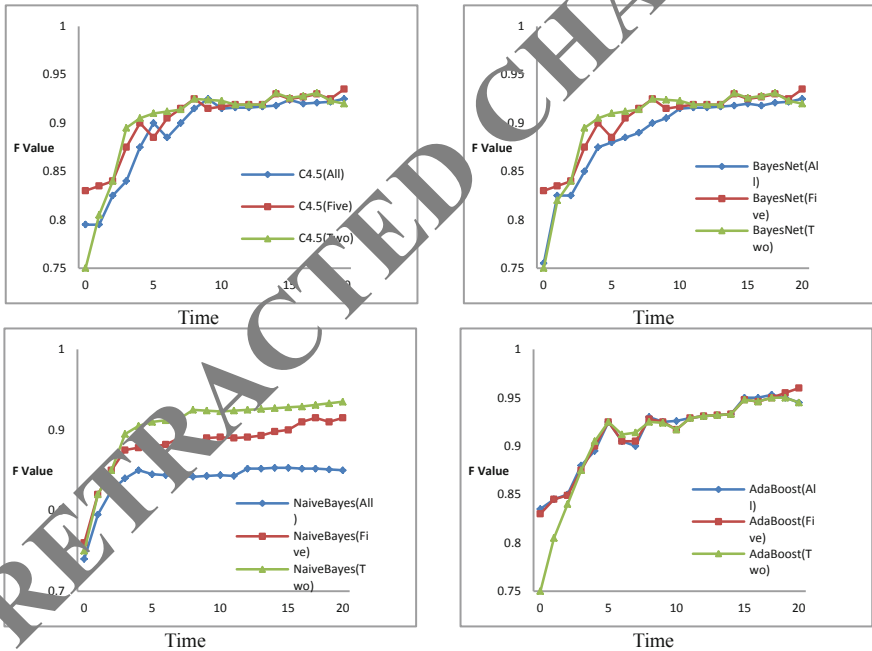 1
0.95
0.9
F Value
0.85
0.8
0.75
0
5
10
15
20
C4.5(All)
C4.5(Five)
C4.5(Two)
Time
1
0.95
0.9
F Value
0.85
0.8
0.75
0
5
10
15
20
BayesNet(Al
l)
BayesNet(Fi
ve)
BayesNet(T
wo)
Time
1
0.9
F Value
0.7
0
5
10
15
20
NaiveBayes(All
)
NaiveBayes(Fi
ve)
NaiveBayes(T
wo)
Time
1
0.95
0.9
F Value
0.85
0.8
0.75
0
5
10
15
20
AdaBoost(Al
l)
AdaBoost(Fi
ve)
AdaBoost(T
wo)
Time
RETRACTED CHA